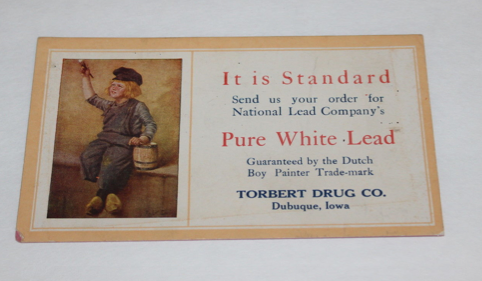 It is Standard
Send us your order for
National Lead Company's
Pure White Lead
Guaranteed by the Dutch
Boy Painter Trade-mark
TORBERT DRUG CO.
Dubuque, Iowa